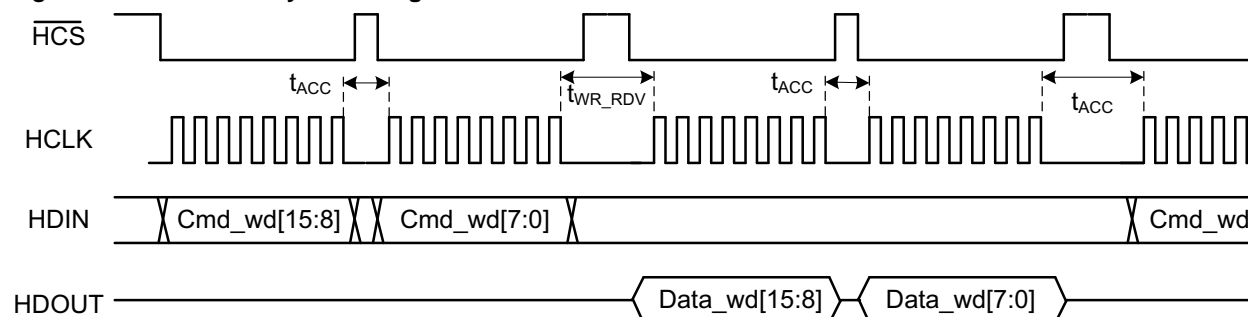 HCS
tACC
tWR_RDV
tACC
tACC
HCLK
HDIN
Cmd_wd[15:8]
Cmd_wd[7:0]
Cmd_wd
HDOUT
Data_wd[15:8]
Data_wd[7:0]